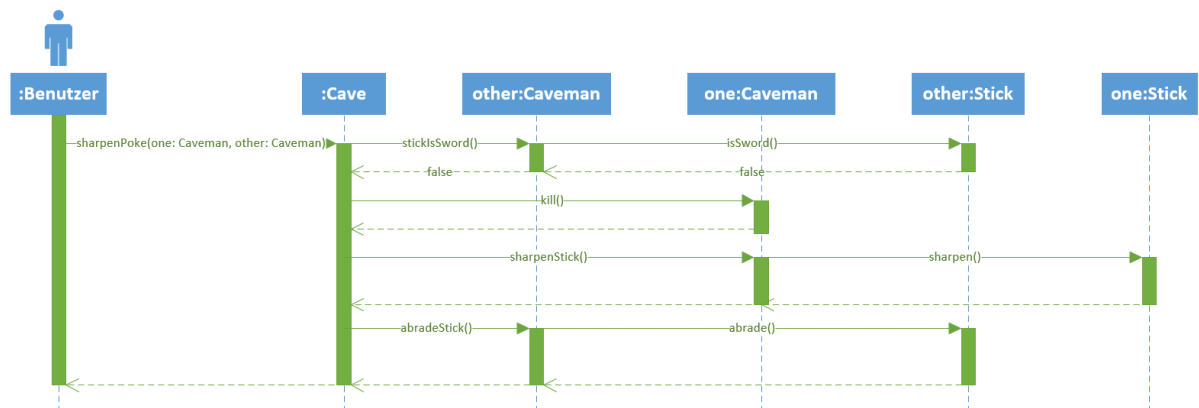 :Benutzer
:Cave
other:Caveman
one:Caveman
other:Stick
one:Stick
sharpenPoke(one: Caveman, other: Caveman)
stickIsSword()
isSword()
false
false
kill()
sharpenStick()
sharpen()
abradeStick()
abrade()